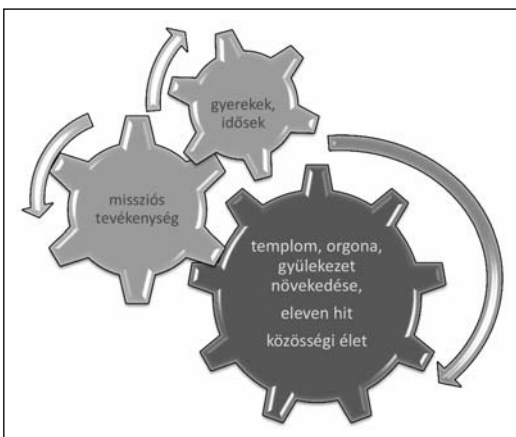 gyerekek,
idősek
missziós
tevékenység
templom, orgona,
gyülekezet
növekedése,
eleven hit
közösségi élet